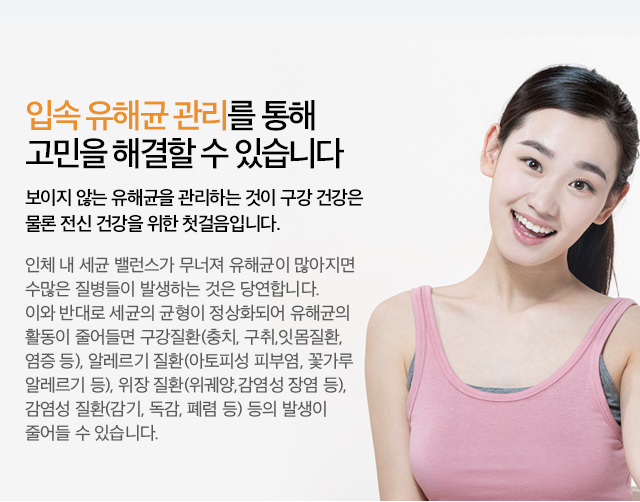 입속 유해균 관리를 통해
고민을 해결할 수 있습니다
보이지 않는 유해균을 관리하는 것이 구강 건강은
물론 전신 건강을 위한 첫걸음입니다.
인체 내 세균 밸런스가 무너져 유해균이 많아지면
수많은 질병들이 발생하는 것은 당연합니다.
이와 반대로 세균의 균형이 정상화되어 유해균의
활동이 줄어들면 구강질환(충치, 구취,잇몸질환,
염증 등), 알레르기 질환(아토피성 피부염, 꽃가루
알레르기 등), 위장 질환(위궤양,감염성 장염 등),
감염성 질환(감기, 독감, 폐렴 등) 등의 발생이
줄어들 수 있습니다.